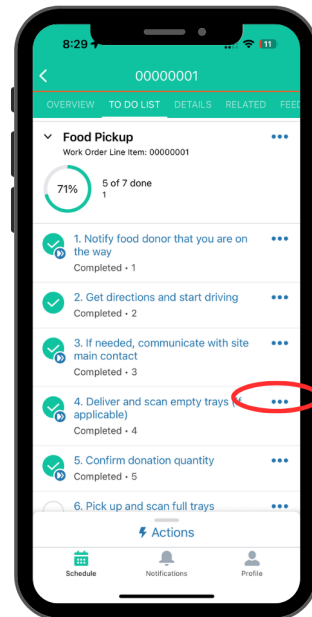 8:29
11
00000001
OVERVIEW TO DO LIST DETAILS RELATED FEED
Food Pickup
Work Order Line Item: 00000001
71%
5 of 7 done
1
1. Notify food donor that you are on
the way
Completed • 1
2. Get directions and start driving
Completed • 2
3. If needed, communicate with site
main contact
Completed • 3
4. Deliver and scan empty trays (if
applicable)
Completed • 4
5. Confirm donation quantity
Completed • 5
6. Pick up and scan full trays
Actions
Schedule Notifications Profile